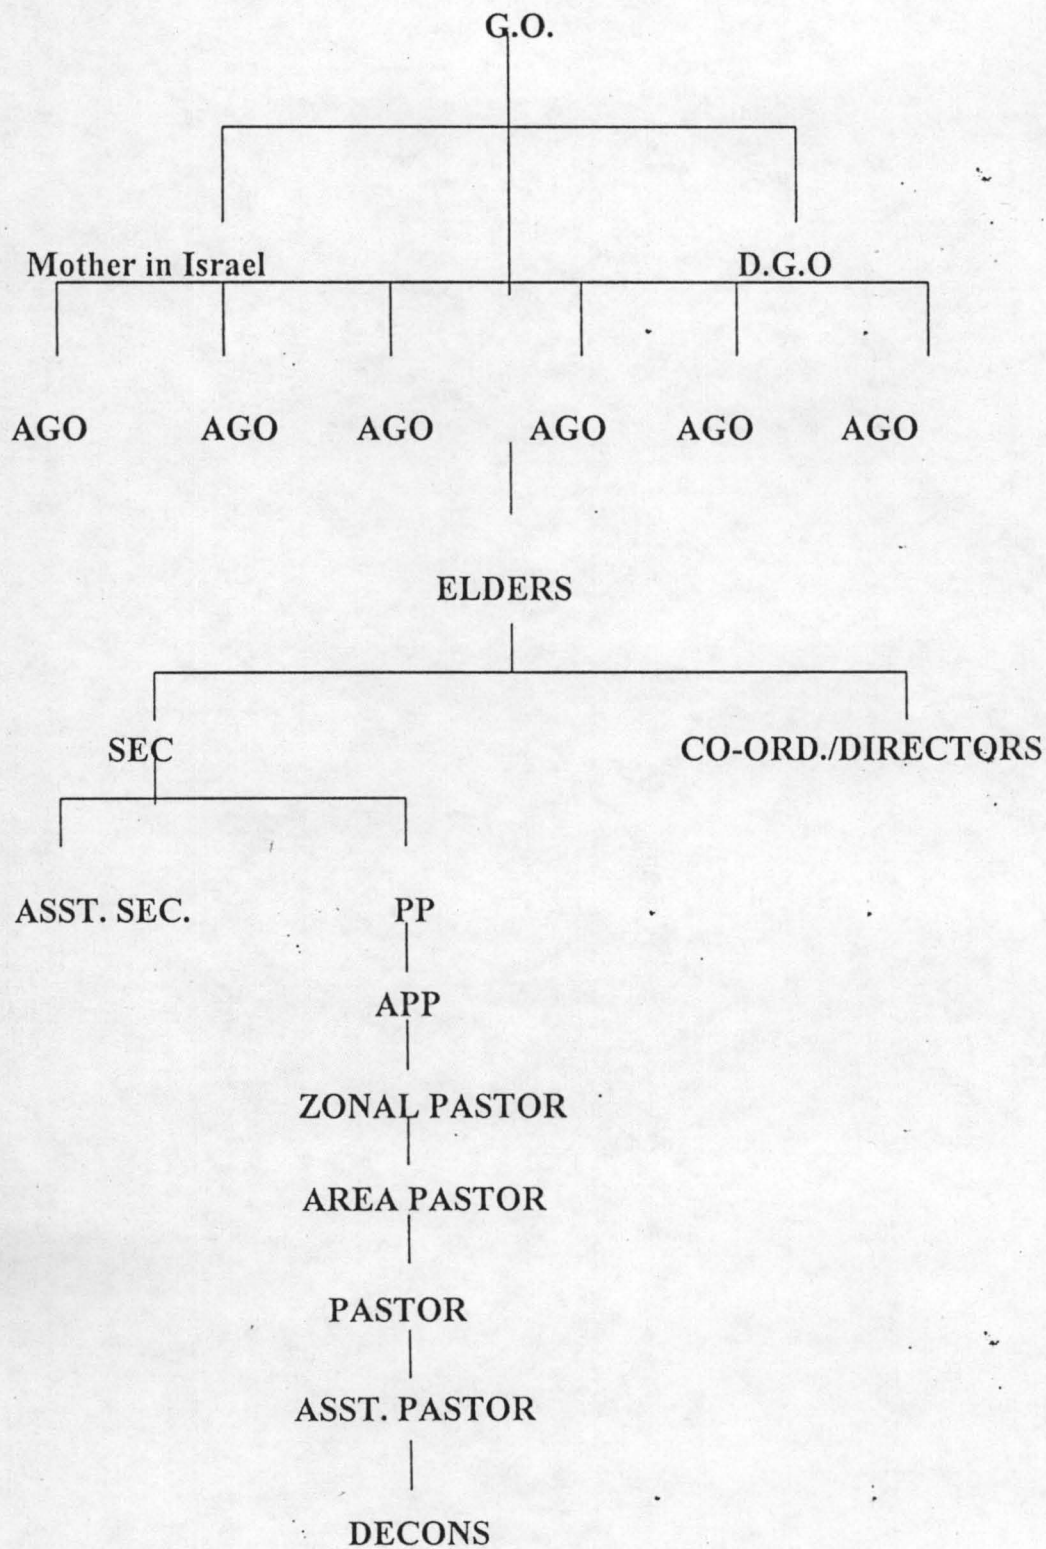 G.O.
Mother in Israel D.G.O
AGO AGO AGO AGO AGO AGO
ELDERS
SEC CO-ORD./DIRECTORS
ASST. SEC. PP
APP
ZONAL PASTOR
AREA PASTOR
PASTOR
ASST. PASTOR
DECONS